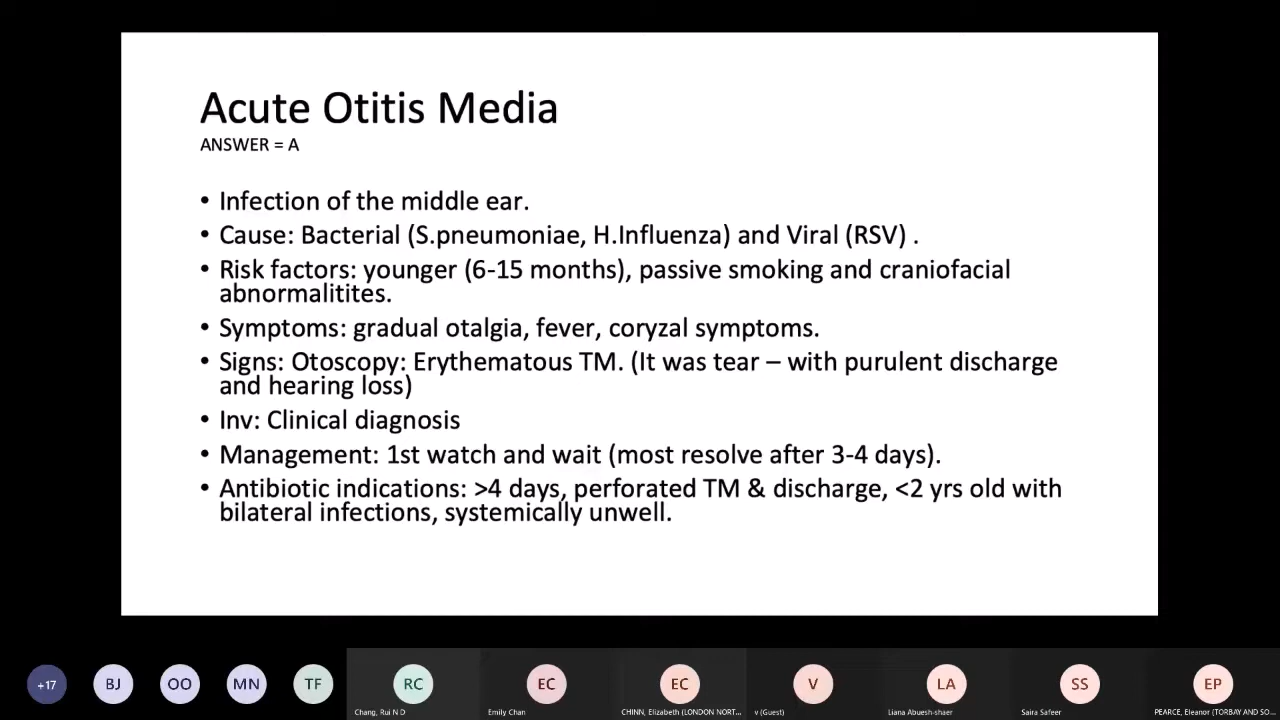 Acute Otitis Media
ANSWER = A
• Infection of the middle ear.
• Cause: Bacterial (S.pneumoniae, H.Influenza) and Viral (RSV) .
• Risk factors: younger (6-15 months), passive smoking and craniofacial
abnormalitites.
• Symptoms: gradual otalgia, fever, coryzal symptoms.
• Signs: Otoscopy: Erythematous TM. (It was tear – with purulent discharge
and hearing loss)
• Inv: Clinical diagnosis
• Management: 1st watch and wait (most resolve after 3-4 days).
• Antibiotic indications: >4 days, perforated TM & discharge, <2 yrs old with
bilateral infections, systemically unwell.
+17 BJ OO MN TF RC EC EC V LA SS EP
Chang, Rui N D Emily Chan CHINN, Elizabeth (LONDON NORT... v (Guest) Liana Abuesh-shaer Saira Safeer PEARCE, Eleanor (TORBAY AND SO...